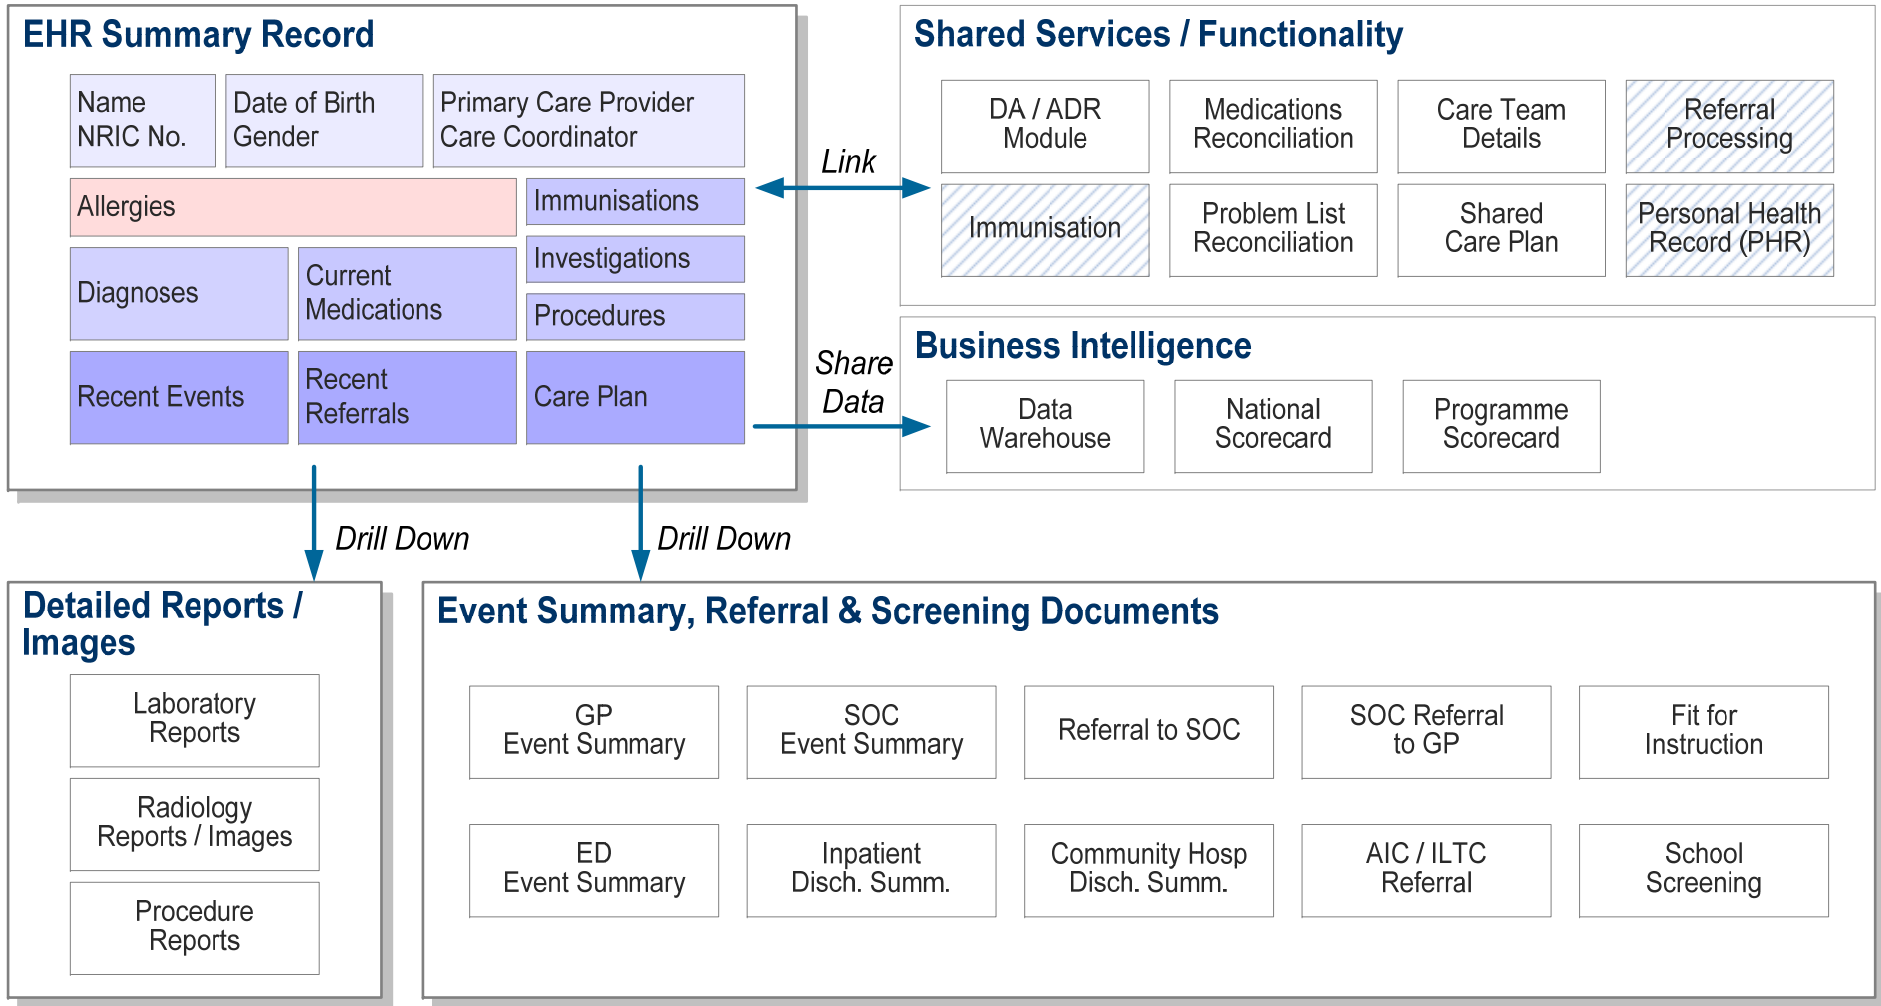 EHR Summary Record
Name
NRIC No.
Date of Birth
Gender
Primary Care Provider
Care Coordinator
Allergies
Immunisations
Investigations
Procedures
Diagnoses
Current
Medications
Recent Events
Recent
Referrals
Care Plan
Link
Share
Data
Shared Services / Functionality
DA / ADR
Module
Medications
Reconciliation
Care Team
Details
Referral
Processing
Immunisation
Problem List
Reconciliation
Shared
Care Plan
Personal Health
Record (PHR)
Business Intelligence
Data
Warehouse
National
Scorecard
Programme
Scorecard
Drill Down
Drill Down
Detailed Reports /
Images
Laboratory
Reports
Radiology
Reports / Images
Procedure
Reports
Event Summary, Referral & Screening Documents
GP
Event Summary
SOC
Event Summary
Referral to SOC
SOC Referral
to GP
Fit for
Instruction
ED
Event Summary
Inpatient
Disch. Summ.
Community Hosp
Disch. Summ.
AIC / ILTC
Referral
School
Screening